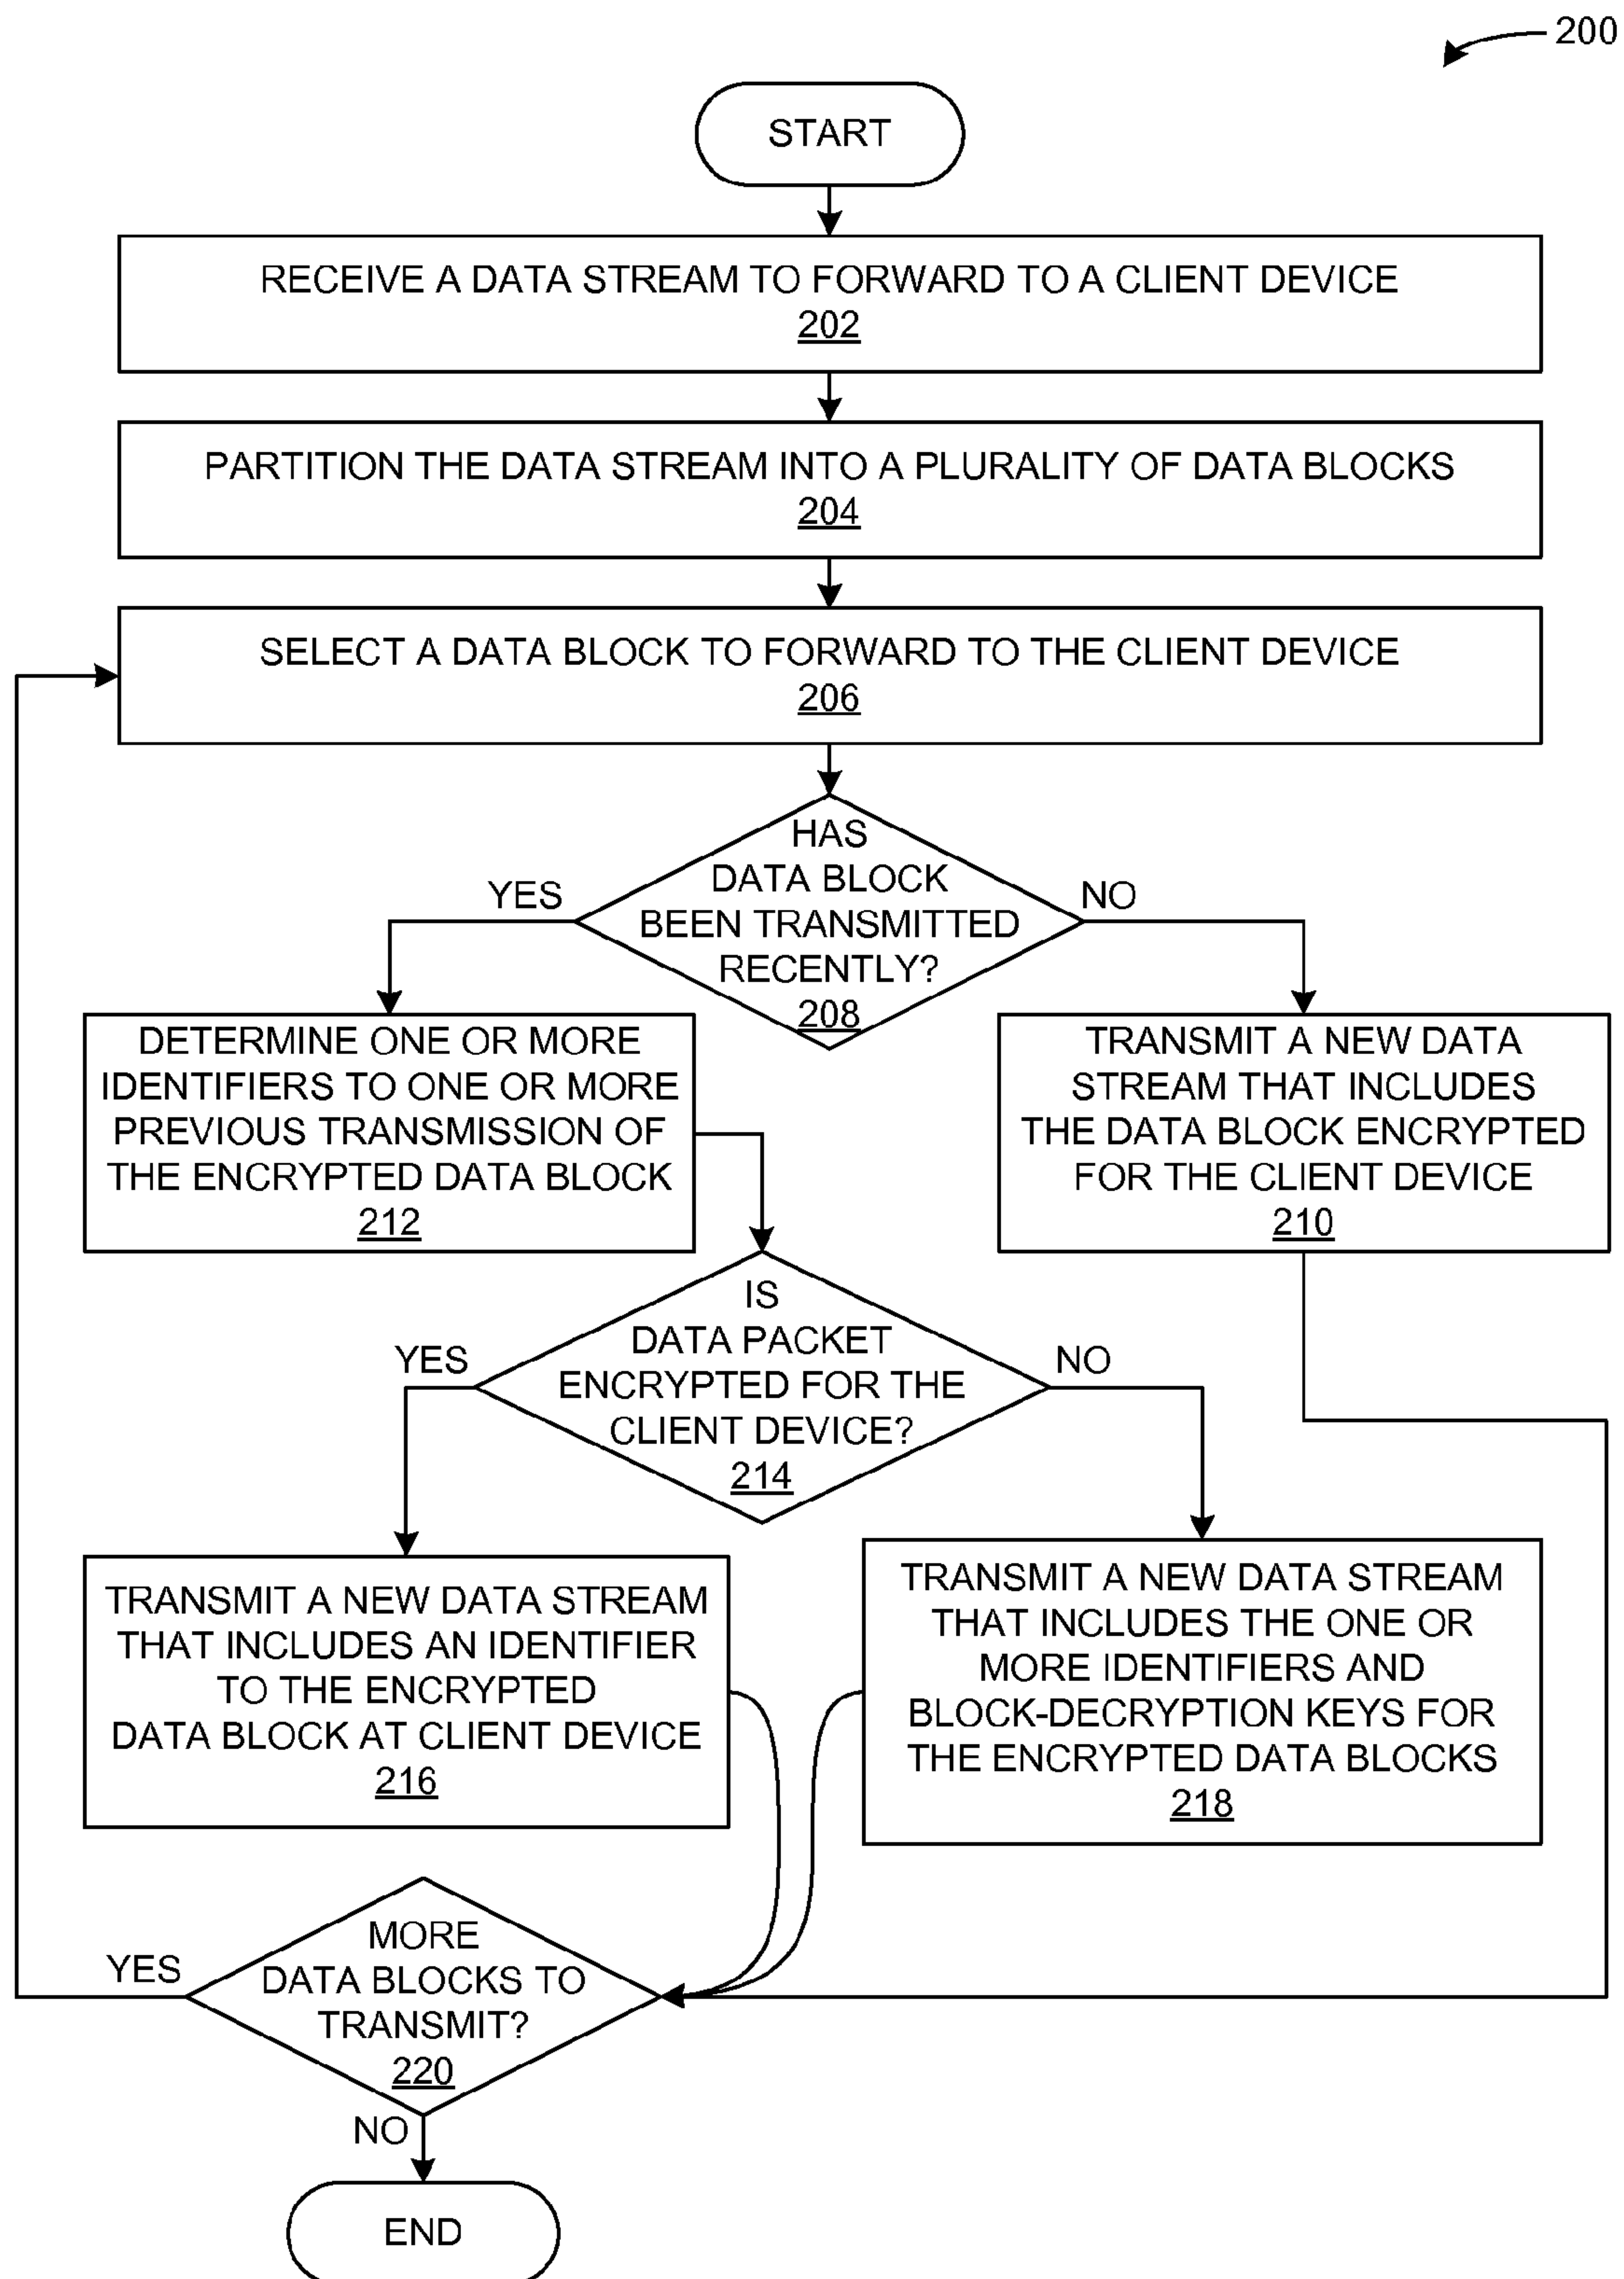 200
START
RECEIVE A DATA STREAM TO FORWARD TO A CLIENT DEVICE
202
PARTITION THE DATA STREAM INTO A PLURALITY OF DATA BLOCKS
204
SELECT A DATA BLOCK TO FORWARD TO THE CLIENT DEVICE
206
HAS
DATA BLOCK
BEEN TRANSMITTED
RECENTLY?
208
YES
NO
DETERMINE ONE OR MORE
IDENTIFIERS TO ONE OR MORE
PREVIOUS TRANSMISSION OF
THE ENCRYPTED DATA BLOCK
212
TRANSMIT A NEW DATA
STREAM THAT INCLUDES
THE DATA BLOCK ENCRYPTED
FOR THE CLIENT DEVICE
210
IS
DATA PACKET
ENCRYPTED FOR THE
CLIENT DEVICE?
214
YES
NO
TRANSMIT A NEW DATA STREAM
THAT INCLUDES AN IDENTIFIER
TO THE ENCRYPTED
DATA BLOCK AT CLIENT DEVICE
216
TRANSMIT A NEW DATA STREAM
THAT INCLUDES THE ONE OR
MORE IDENTIFIERS AND
BLOCK-DECRYPTION KEYS FOR
THE ENCRYPTED DATA BLOCKS
218
MORE
DATA BLOCKS TO
TRANSMIT?
220
YES
NO
END